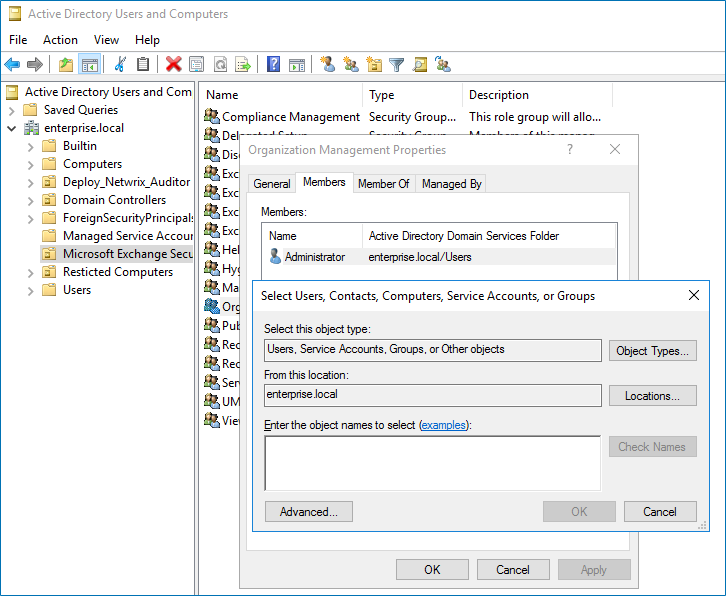 Active Directory Users and Computers
File Action View Help
Active Directory Users and Com
Saved Queries
enterprise.local
Builtin
Computers
Deploy_Netwrix_Auditor
Domain Controllers
ForeignSecurityPrincipals
Managed Service Accour
Microsoft Exchange Secu
Resticted Computers
Users
Name Type Description
Compliance Management Security Group... This role group will allo...
Delegated Setup Security Group... Members of this manag...
Dis
Exc
Exc
Exc
Exc
Hel
Hyg
Ma
Org
Pub
Rec
Rec
Ser
UM
Viev
Organization Management Properties
General Members Member Of Managed By
Members:
Name Active Directory Domain Services Folder
Administrator enterprise.local/Users
Select Users, Contacts, Computers, Service Accounts, or Groups
Select this object type:
Users, Service Accounts, Groups, or Other objects Object Types...
From this location:
enterprise.local Locations...
Enter the object names to select (examples):
Check Names
Advanced... OK Cancel
OK Cancel Apply